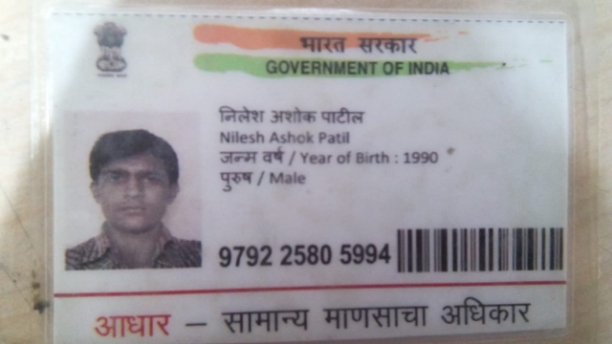 भारत सरकार
GOVERNMENT OF INDIA
निलेश अशोक पाटील
Nilesh Ashok Patil
जन्म वर्ष / Year of Birth : 1990
पुरुष / Male
9792 2580 5994
आधार – सामान्य माणसाचा अधिकार